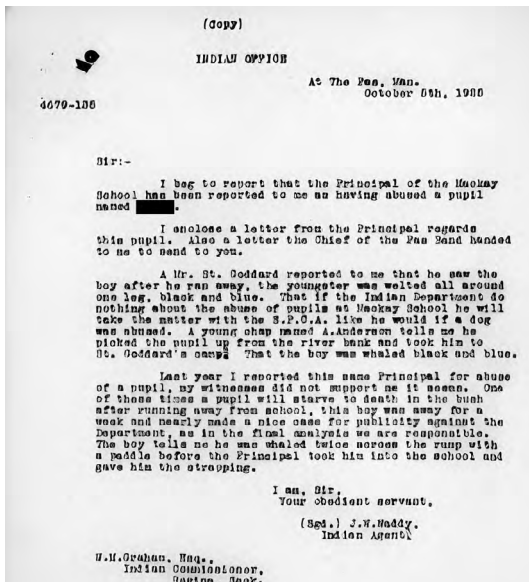 (Copy)
INDIAN OFFICE
At The Pas, Man.
October 5th,
4679-185
Sir:-
I beg to report that the Principal of the Mackay
School has been reported to me as having abused a pupil
named
I enclose a letter from the Principal regards
this pupil. Also a letter the Chief of the Pas Band handed
to me to send to you.
A Mr. St. Goddard reported to me that he saw the
boy after he ran away, the youngster was welted all around
one leg, black and blue. That if the Indian Department do
nothing about the abuse of pupils at Mackay School he will
take the matter with the S.P.C.A. like he would if a dog
was abused. A young chap named A.Anderson tells me he
picked the pupil up from the river bank and took him to
St. Goddard's camp That the boy was whaled black and blue.
Last year I reported this same Principal for abuse
of a pupil, my witnesses did not support me it seems. One
of these times a pupil will starve to death in the bush
after running away from school, this boy was away for a
week and nearly made a nice case for publicity against the
Department, as in the final analysis we are responsible.
The boy tells me he was whaled twice across the rump with
a paddle before the Principal took him into the school and
gave him the strapping.
I am, Sir,
Your obedient servant,
(Sgd.) J.W.Waddy,
Indian Agent
W.M.Graham, Esq.,
Indian Commissioner,
Regina, Sask.